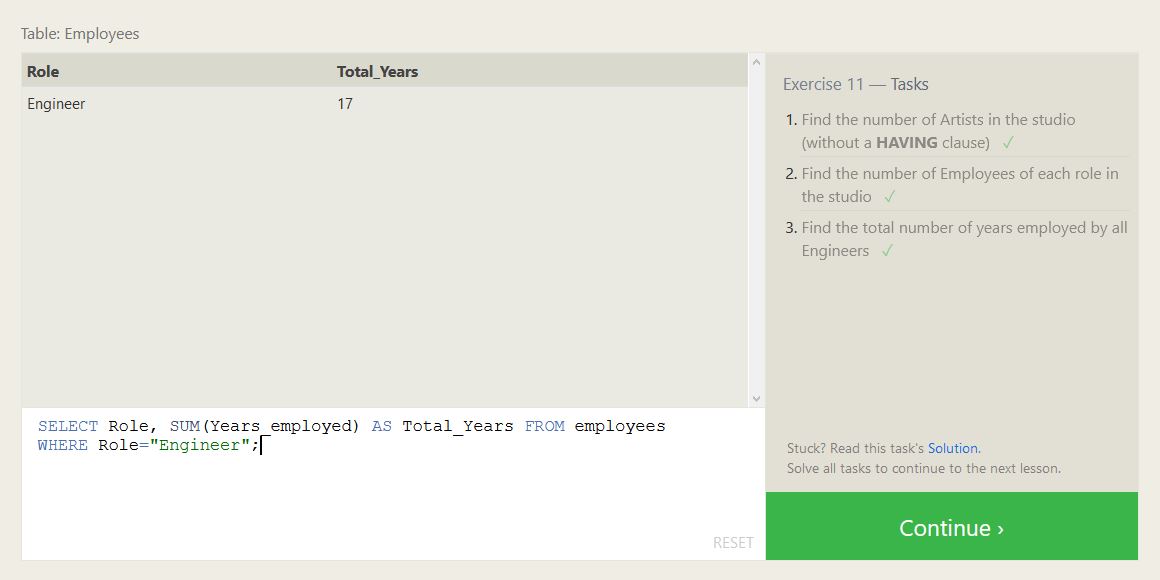 Table: Employees
Role Total_Years
Engineer 17
SELECT Role, SUM(Years_employed) AS Total_Years FROM employees
WHERE Role="Engineer";
RESET
Exercise 11 — Tasks
1. Find the number of Artists in the studio
(without a HAVING clause) ✓
2. Find the number of Employees of each role in
the studio ✓
3. Find the total number of years employed by all
Engineers ✓
Stuck? Read this task's Solution.
Solve all tasks to continue to the next lesson.
Continue ›